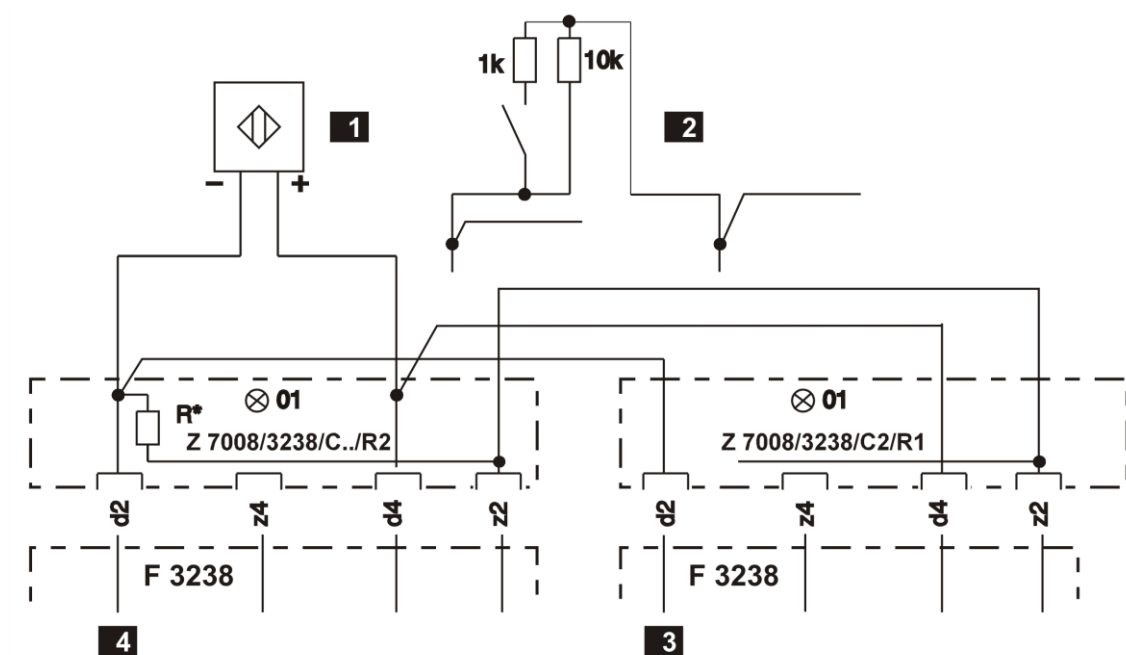 1k
10k
1
2
– +
R*
01
Z 7008/3238/C../R2
01
Z 7008/3238/C2/R1
d2
z4
d4
z2
d2
z4
d4
z2
F 3238
F 3238
4
3